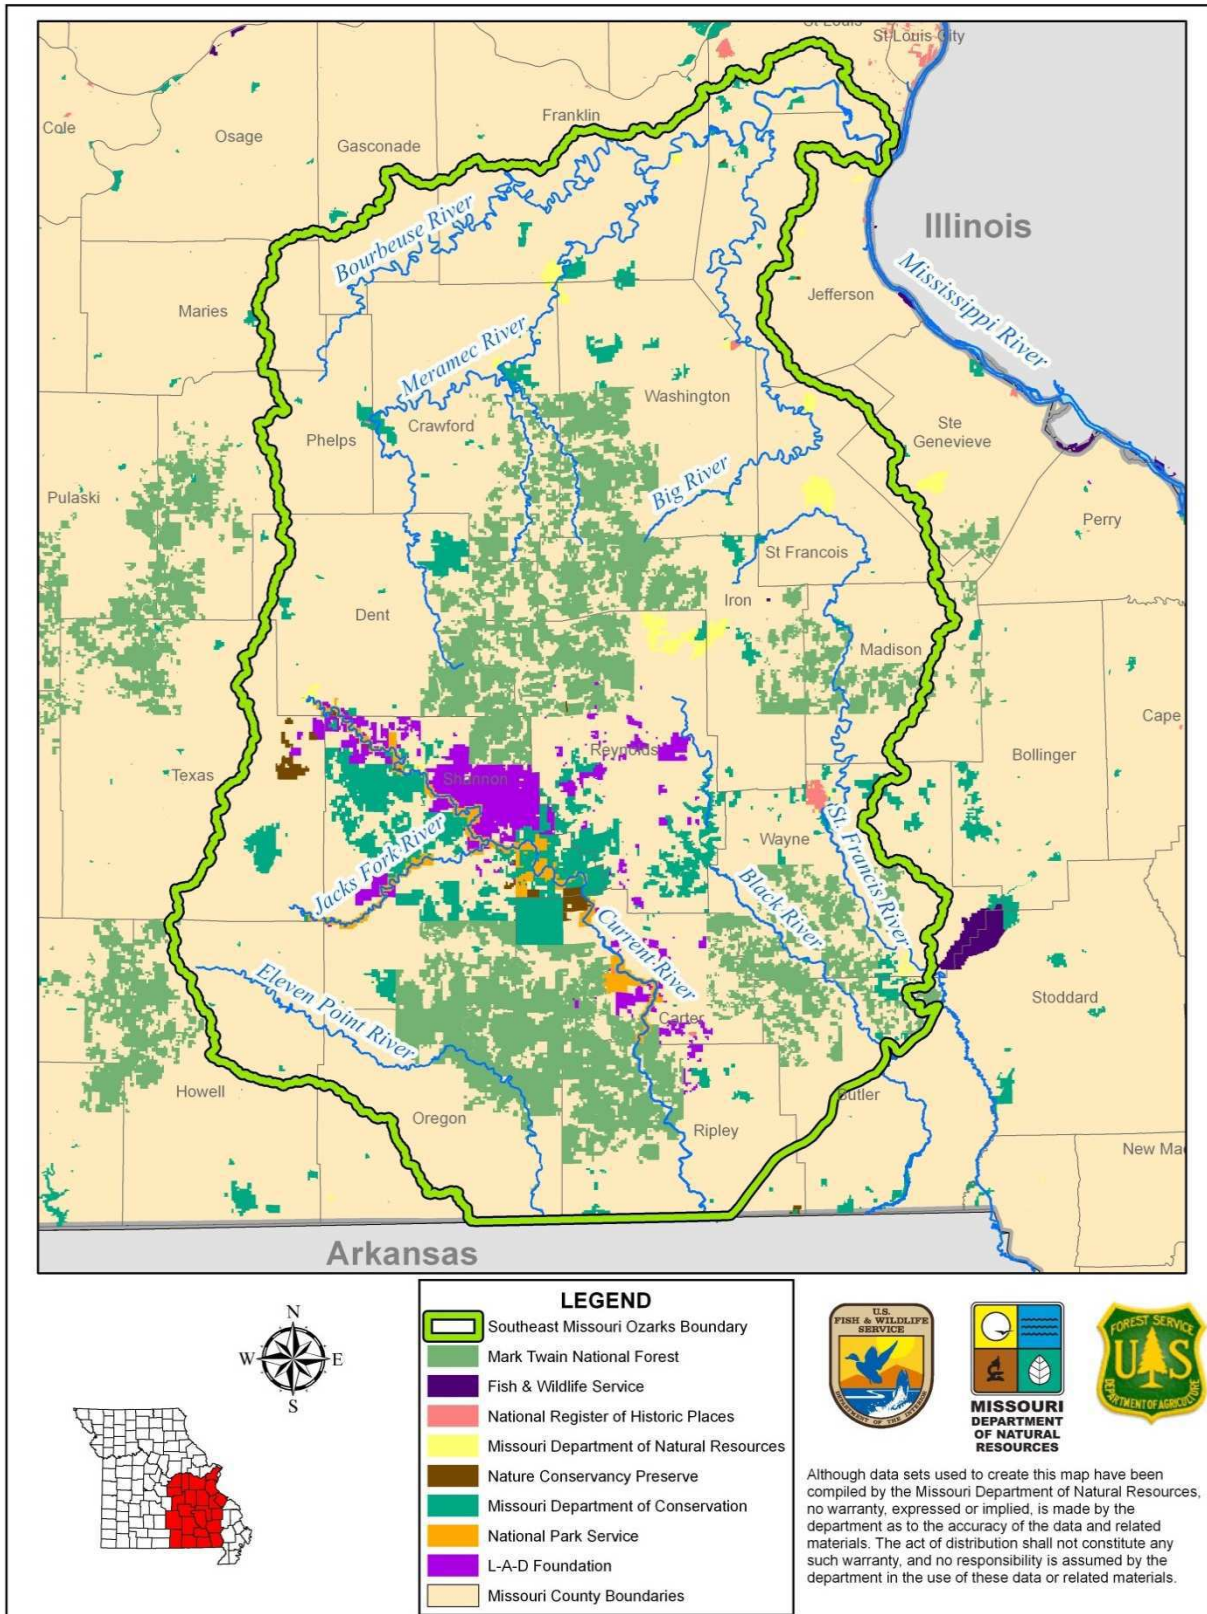 St Louis
St Louis City
Franklin
Cole
Osage
Gasconade
Illinois
Bourbeuse River
Mississippi River
Jefferson
Maries
Meramec River
Washington
Crawford
Ste
Genevieve
Phelps
Pulaski
Big River
Perry
St Francois
Iron
Dent
Madison
Cape
Reynolds
Bollinger
Texas
Shannon
Wayne
St. Francis River
Jacks Fork River
Black River
Current River
Eleven Point River
Stoddard
Carter
Howell
Butler
Oregon
Ripley
New Ma
Arkansas
LEGEND
Southeast Missouri Ozarks Boundary
Mark Twain National Forest
Fish & Wildlife Service
National Register of Historic Places
Missouri Department of Natural Resources
Nature Conservancy Preserve
Missouri Department of Conservation
National Park Service
L-A-D Foundation
Missouri County Boundaries
N
W
E
S
U.S.
FISH & WILDLIFE
SERVICE
DEPARTMENT OF THE INTERIOR
MISSOURI
DEPARTMENT
OF NATURAL
RESOURCES
FOREST SERVICE
U S
DEPARTMENT OF AGRICULTURE
Although data sets used to create this map have been
compiled by the Missouri Department of Natural Resources,
no warranty, expressed or implied, is made by the
department as to the accuracy of the data and related
materials. The act of distribution shall not constitute any
such warranty, and no responsibility is assumed by the
department in the use of these data or related materials.